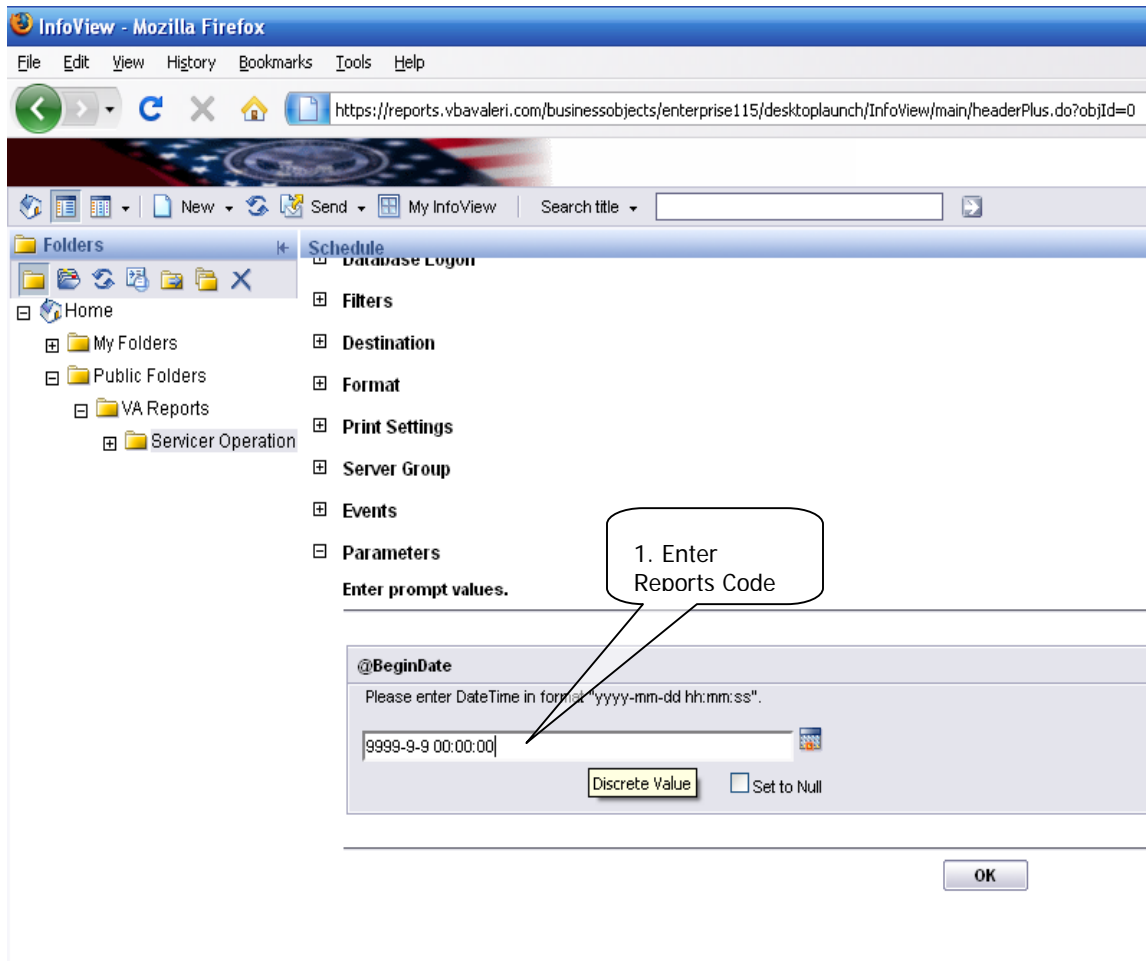 InfoView - Mozilla Firefox
File Edit View History Bookmarks Tools Help
https://reports.vbavaleri.com/businessobjects/enterprise115/desktoplaunch/InfoView/main/headerPlus.do?objId=0
New Send My InfoView Search title
Folders
Schedule
Database Logon
Home
My Folders
Public Folders
VA Reports
Servicer Operation
Filters
Destination
Format
Print Settings
Server Group
Events
Parameters
1. Enter
Reports Code
Enter prompt values.
@BeginDate
Please enter DateTime in format "yyyy-mm-dd hh:mm:ss".
9999-9-9 00:00:00
Discrete Value
Set to Null
OK